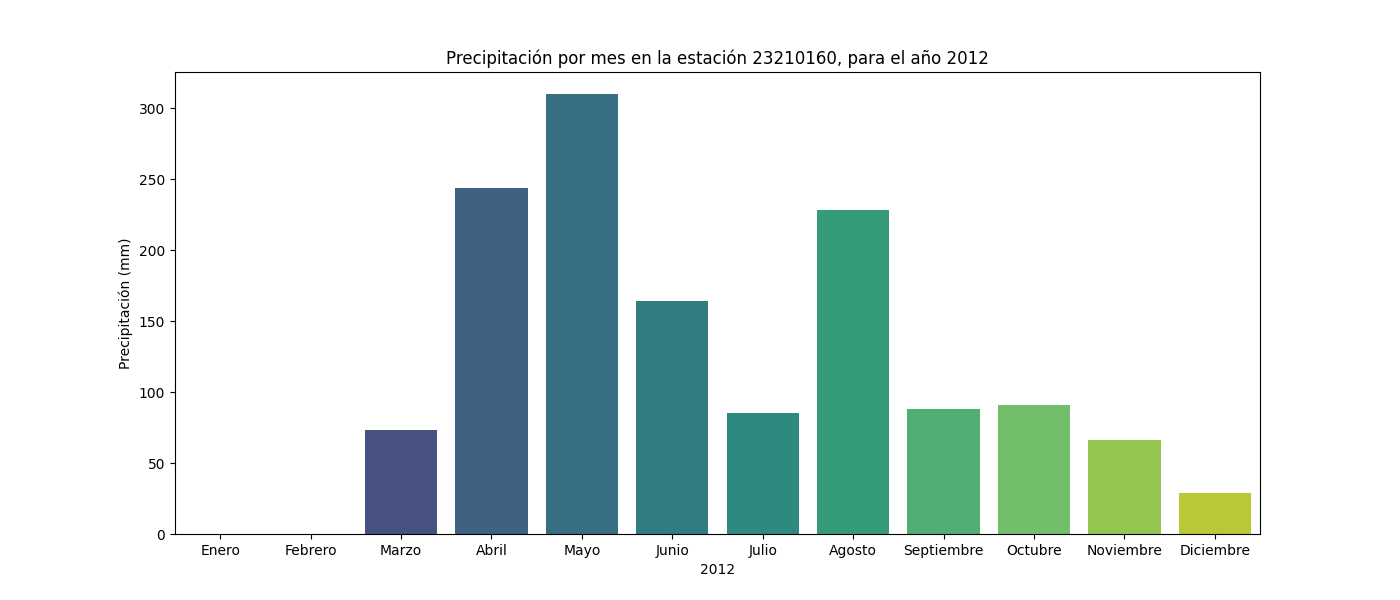 Precipitación por mes en la estación 23210160, para el año 2012
Precipitación (mm)
300
250
200
150
100
50
0
Enero Febrero Marzo Abril Mayo Junio Julio Agosto Septiembre Octubre Noviembre Diciembre
2012